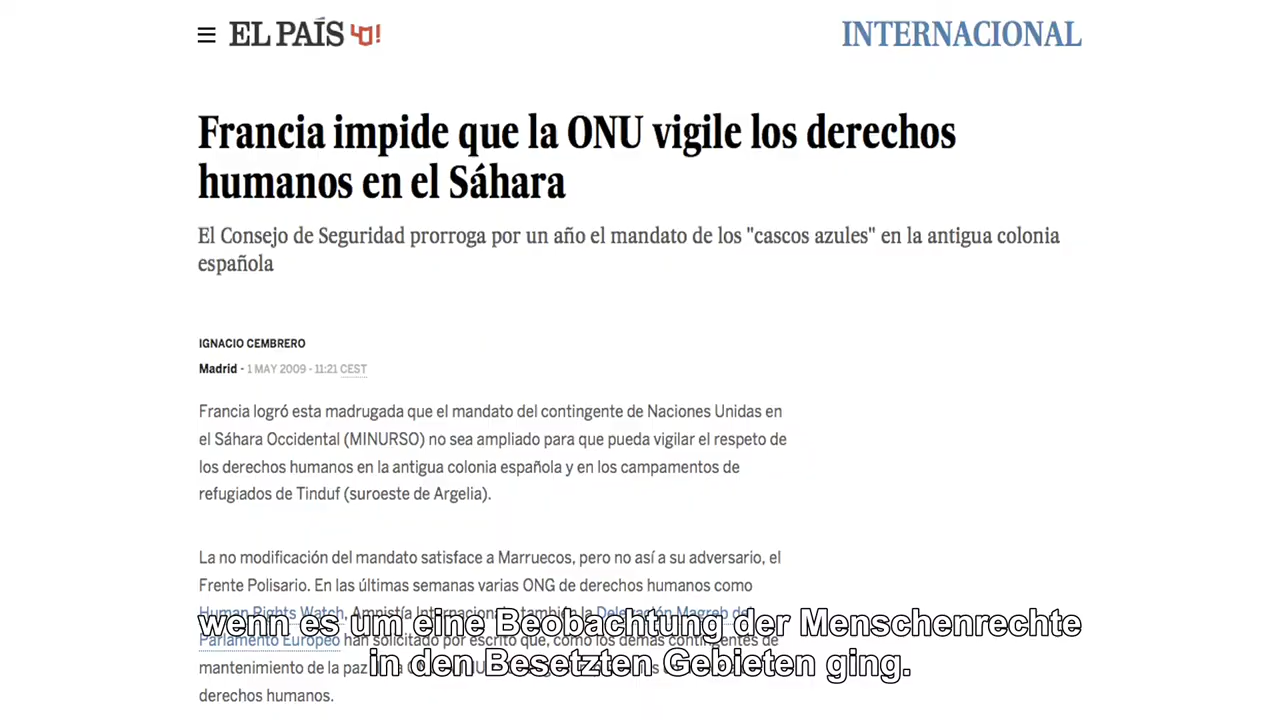 EL PAÍS 40!
INTERNACIONAL
Francia impide que la ONU vigile los derechos
humanos en el Sáhara
El Consejo de Seguridad prorroga por un año el mandato de los "cascos azules" en la antigua colonia
española
IGNACIO CEMBRERO
Madrid - 1 MAY 2009 - 11:21 CEST
Francia logró esta madrugada que el mandato del contingente de Naciones Unidas en
el Sáhara Occidental (MINURSO) no sea ampliado para que pueda vigilar el respeto de
los derechos humanos en la antigua colonia española y en los campamentos de
refugiados de Tinduf (suroeste de Argelia).
La no modificación del mandato satisface a Marruecos, pero no así a su adversario, el
Frente Polisario. En las últimas semanas varias ONG de derechos humanos como
Human Rights Watch, Amnistía Internacional también la Delegación Magreb del
wenn es um eine Beobachtung der Menschenrechte
Parlamento Europeo han solicitado por escrito que, como los demás contingentes de
in den Besetzten Gebieten ging.
mantenimiento de la paz
derechos humanos.